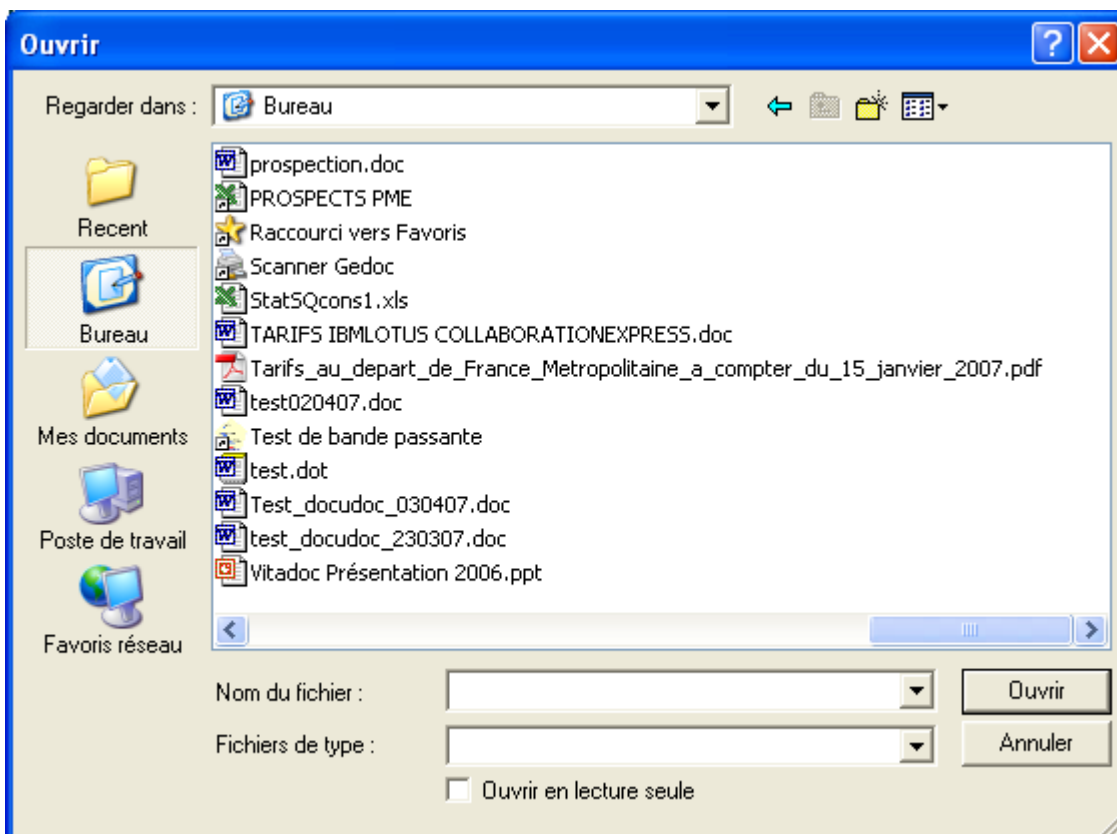 Ouvrir
Regarder dans :
Bureau
Recent
Bureau
Mes documents
Poste de travail
Favoris réseau
prospection.doc
PROSPECTS PME
Raccourci vers Favoris
Scanner Gedoc
StatSQcons1.xls
TARIFS IBMLOTUS COLLABORATIONEXPRESS.doc
Tarifs_au_depart_de_France_Metropolitaine_a_compter_du_15_janvier_2007.pdf
test020407.doc
Test de bande passante
test.dot
Test_docudoc_030407.doc
test_docudoc_230307.doc
Vitadoc Présentation 2006.ppt
Nom du fichier :
Ouvrir
Fichiers de type :
Annuler
Ouvrir en lecture seule